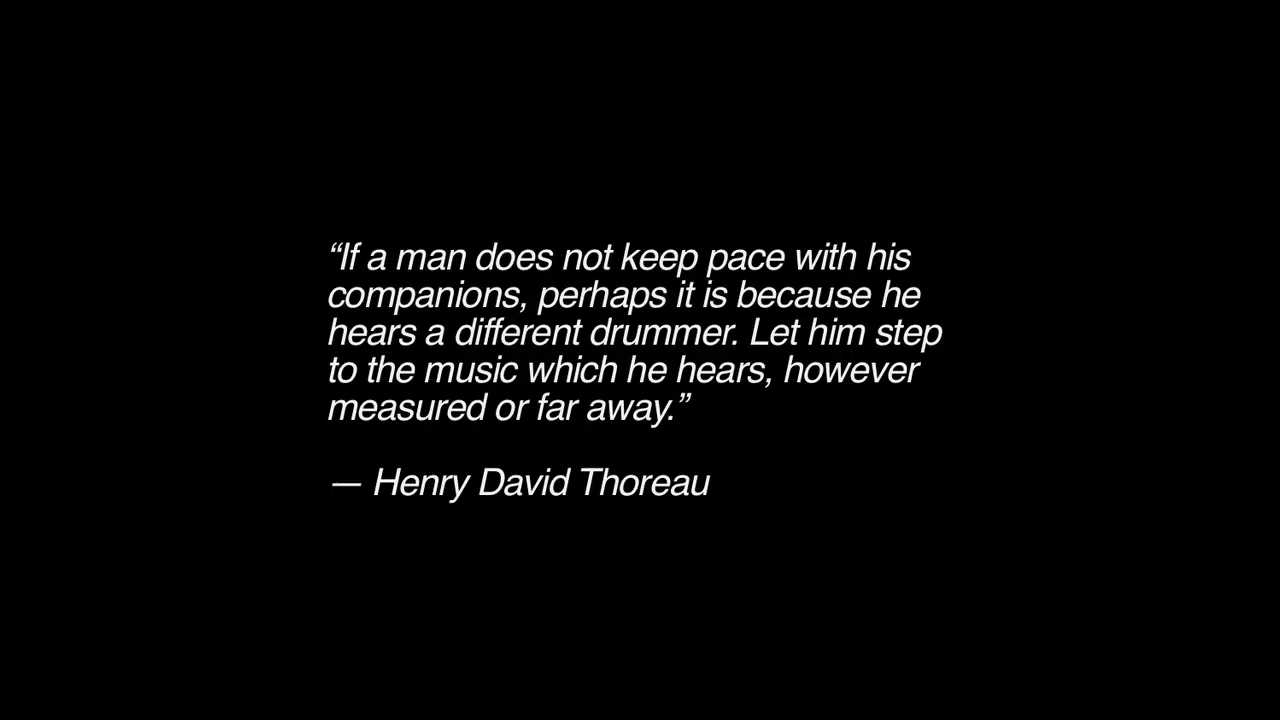 “If a man does not keep pace with his
companions, perhaps it is because he
hears a different drummer. Let him step
to the music which he hears, however
measured or far away.”
— Henry David Thoreau